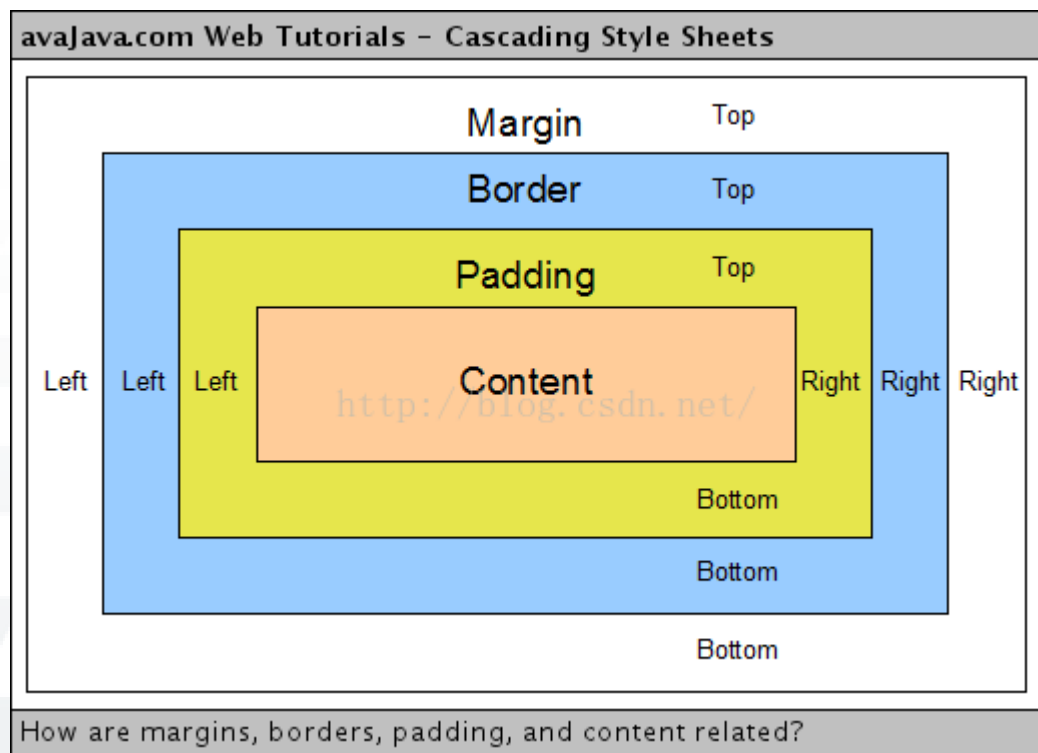 avaJava.com Web Tutorials - Cascading Style Sheets
Margin Top
Border Top
Padding Top
Left Left Left Content Right Right Right
http://blog.csdn.net/
Bottom
Bottom
Bottom
How are margins, borders, padding, and content related?